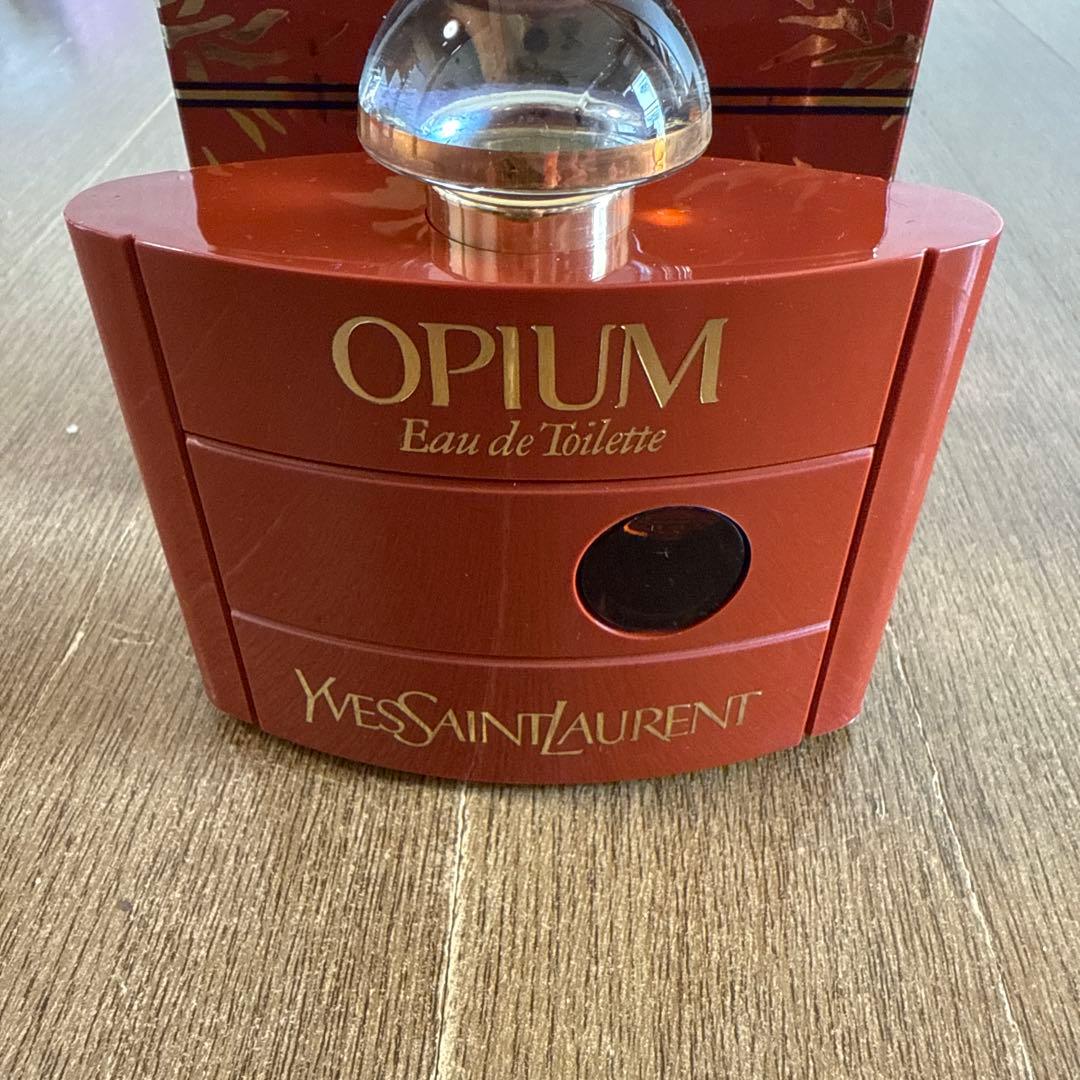 OPIUM
Eau de Toilette
YVESSAINTLAURENT